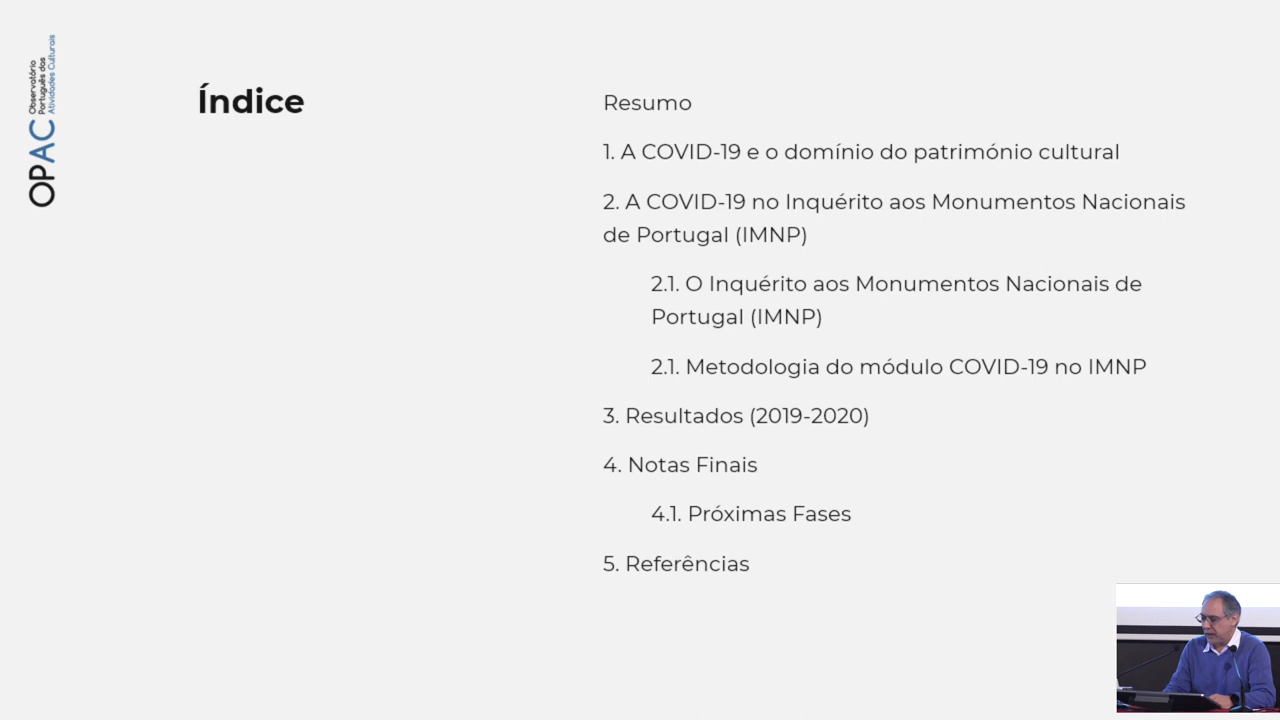 OPAC
Observatório
Português das
Atividades Culturais
Índice
Resumo
1. A COVID-19 e o domínio do património cultural
2. A COVID-19 no Inquérito aos Monumentos Nacionais
de Portugal (IMNP)
2.1. O Inquérito aos Monumentos Nacionais de
Portugal (IMNP)
2.1. Metodologia do módulo COVID-19 no IMNP
3. Resultados (2019-2020)
4. Notas Finais
4.1. Próximas Fases
5. Referências